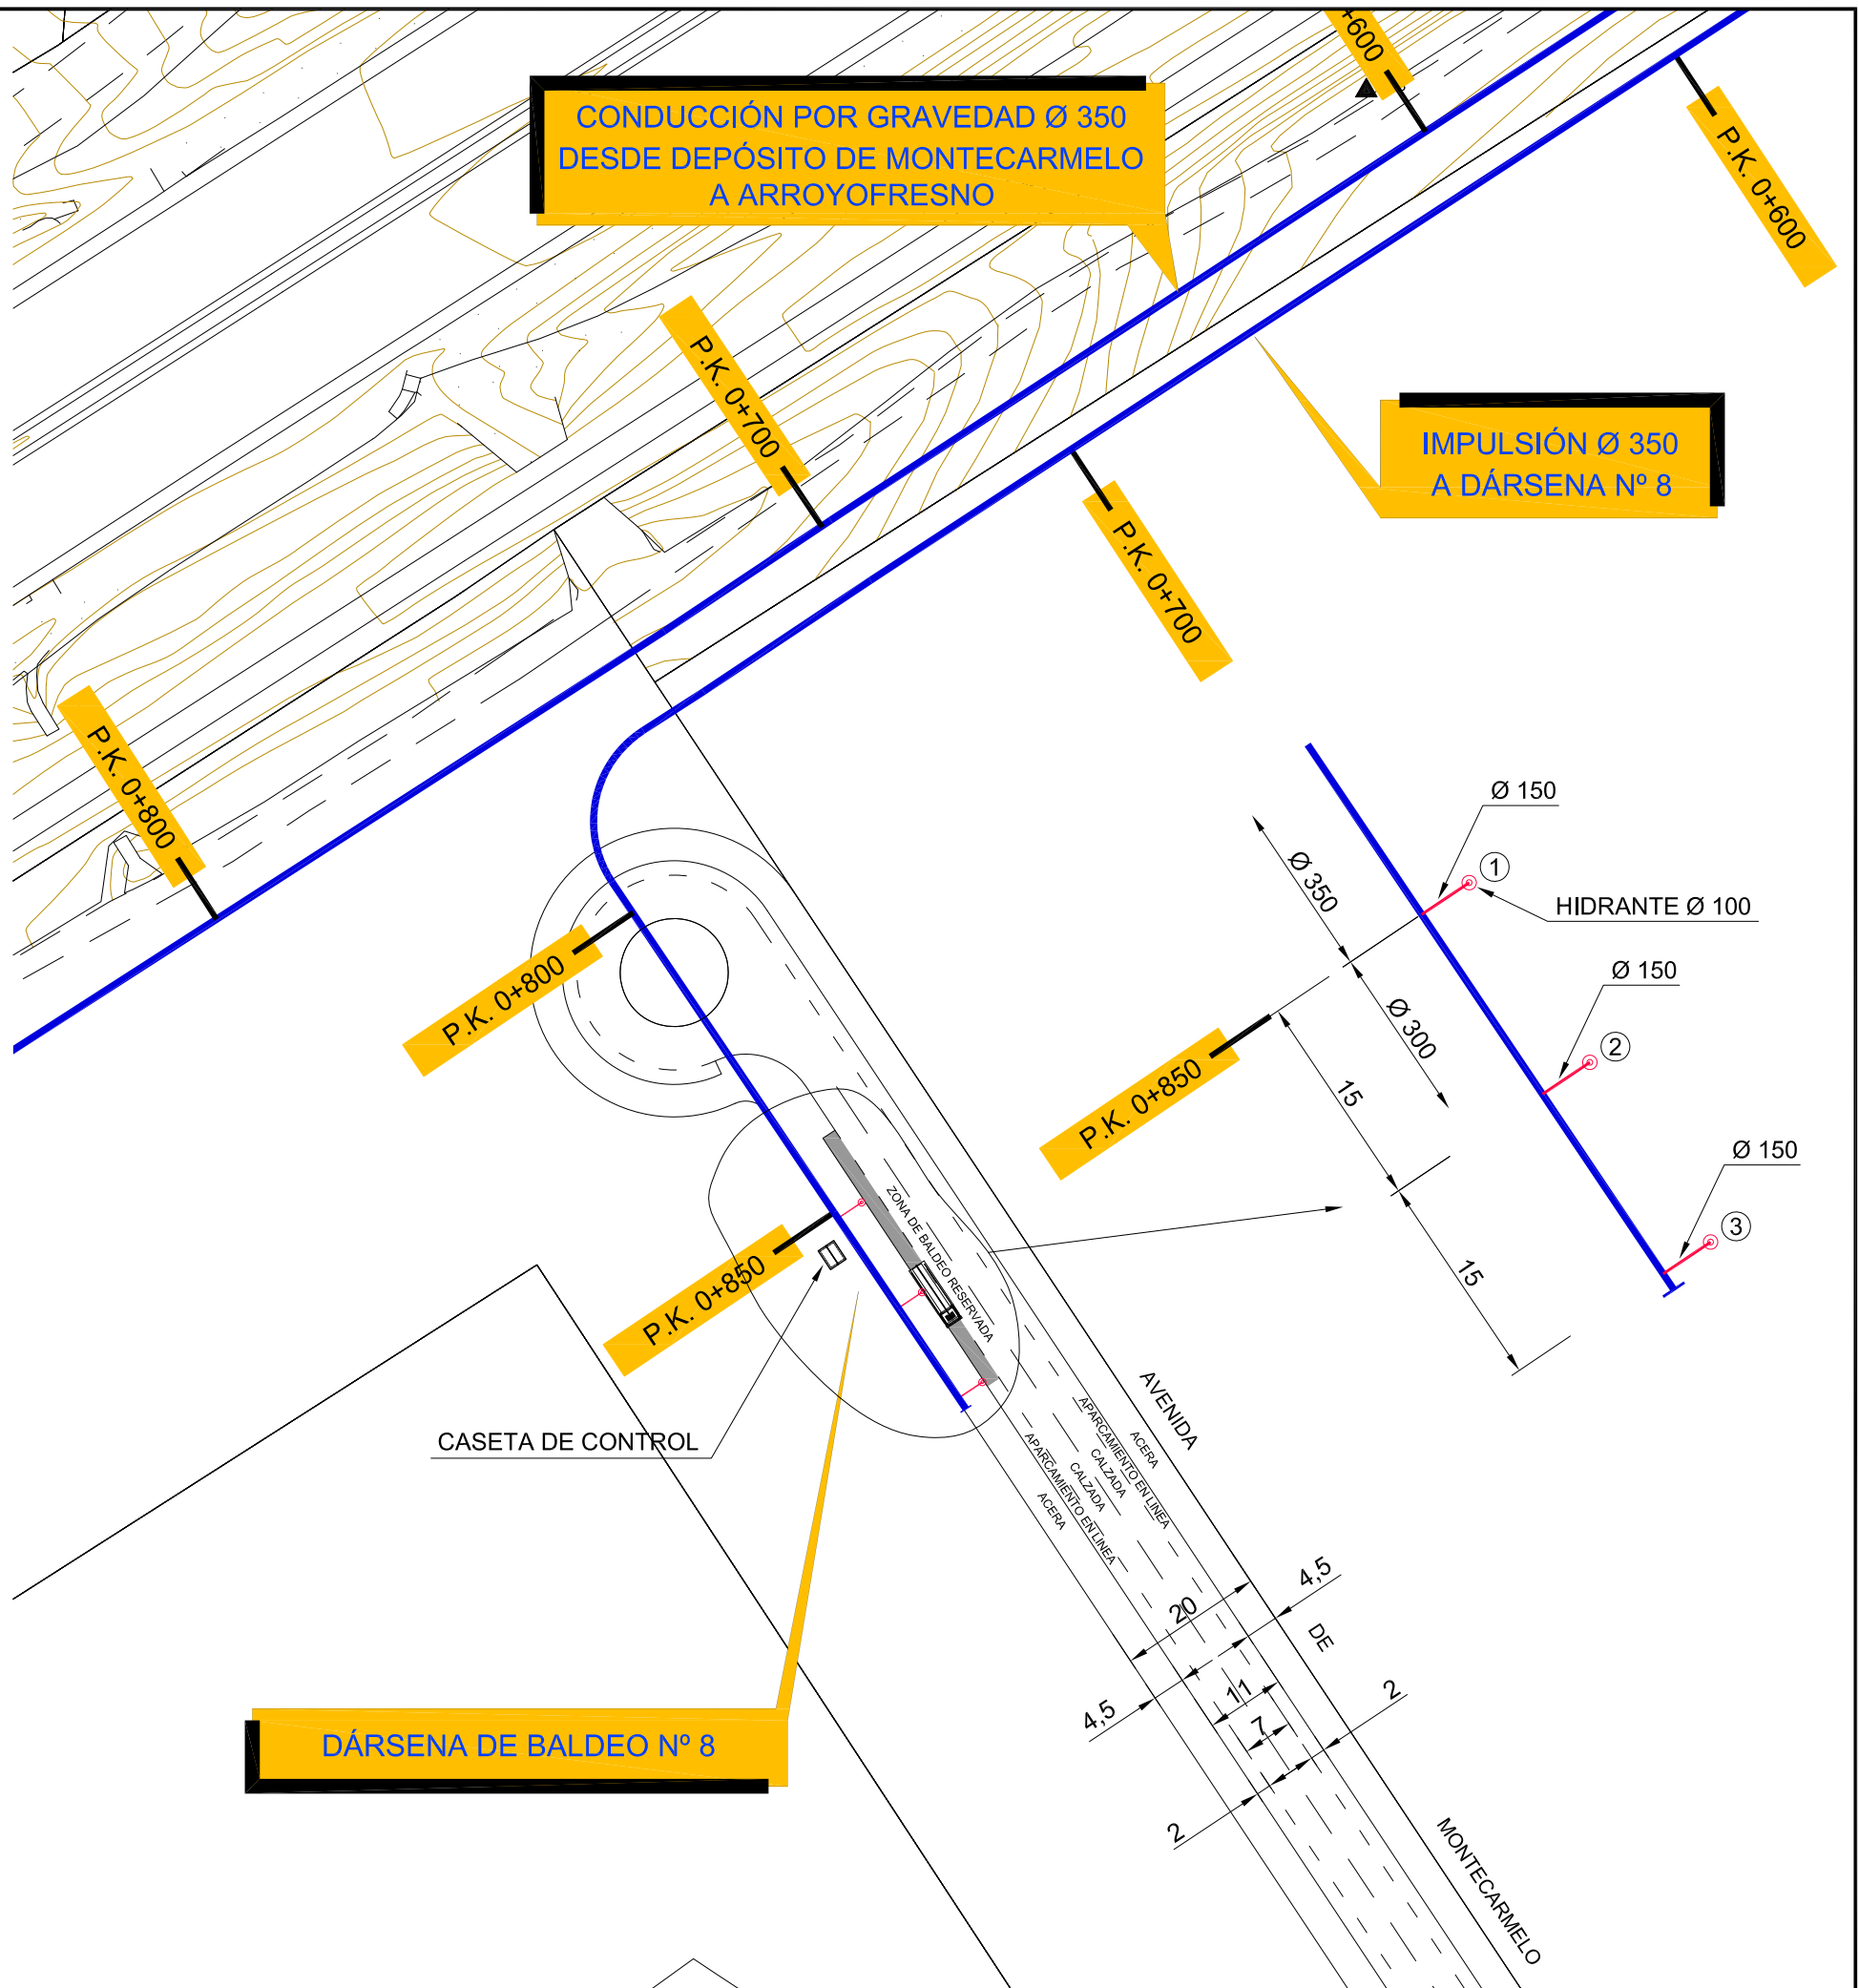 +600
CONDUCCIÓN POR GRAVEDAD Ø 350
DESDE DEPÓSITO DE MONTECARMELO
A ARROYOFRESNO
P.K. 0+600
P.K. 0+700
IMPULSIÓN Ø 350
A DÁRSENA Nº 8
P.K. 0+700
P.K. 0+800
Ø 150
Ø 350
1
HIDRANTE Ø 100
P.K. 0+800
Ø 150
Ø 300
2
P.K. 0+850
15
Ø 150
3
15
ZONA DE BALDEO RESERVADA
P.K. 0+850
CASETA DE CONTROL
AVENIDA
ACERA
APARCAMIENTO EN LINEA
CALZADA
CALZADA
APARCAMIENTO EN LINEA
ACERA
4,5
20
DE
11
2
4,5
7
2
DÁRSENA DE BALDEO Nº 8
MONTECARMELO